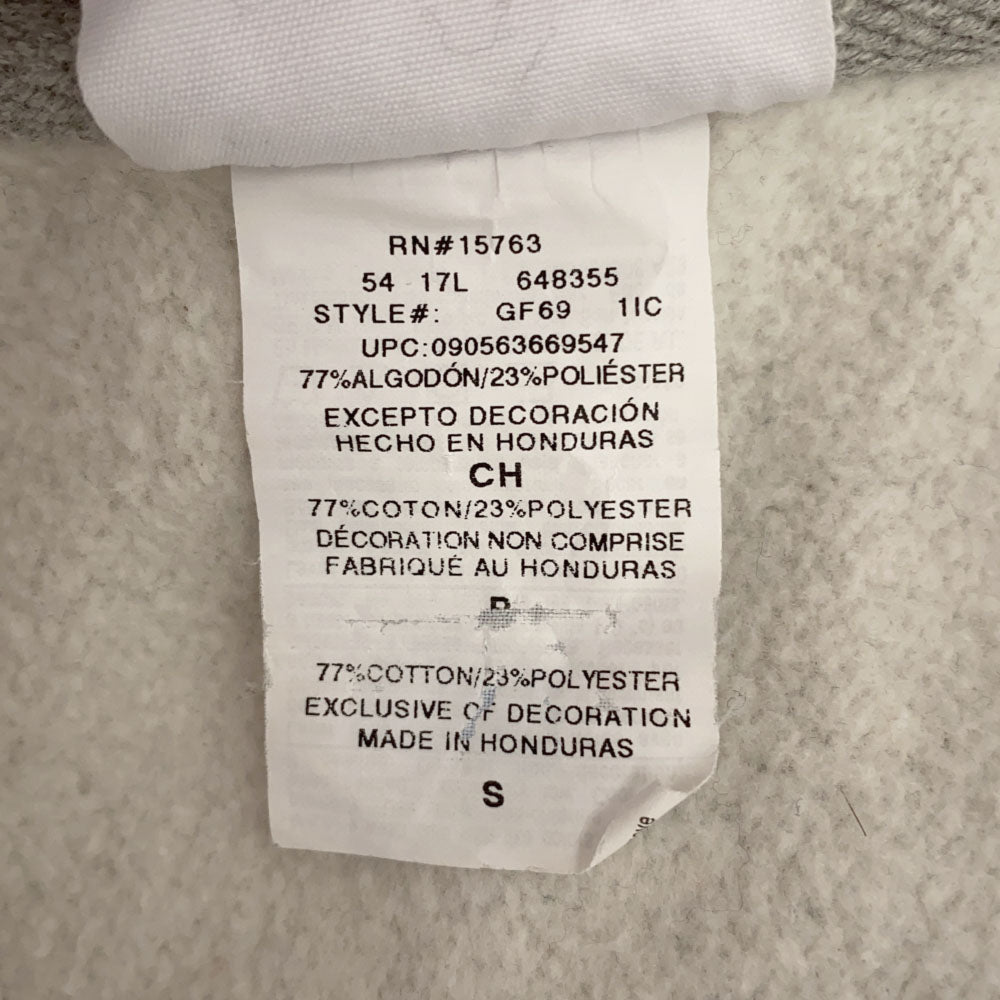 RN#15763
54 17L 648355
STYLE#: GF69 1IC
UPC:090563669547
77%ALGODÓN/23%POLIÉSTER
EXCEPTO DECORACIÓN
HECHO EN HONDURAS
CH
77%COTON/23%POLYESTER
DÉCORATION NON COMPRISE
FABRIQUÉ AU HONDURAS
P
77%COTTON/23%POLYESTER
EXCLUSIVE OF DECORATION
MADE IN HONDURAS
S